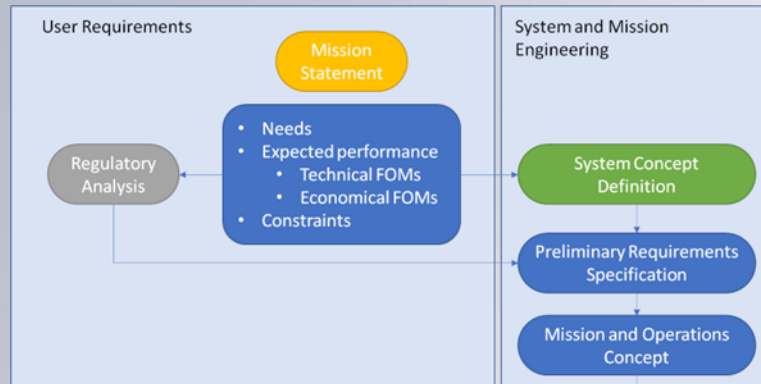 User Requirements
Mission
Statement
• Needs
• Expected performance
• Technical FOMs
• Economical FOMs
• Constraints
Regulatory
Analysis
System and Mission
Engineering
System Concept
Definition
Preliminary Requirements
Specification
Mission and Operations
Concept